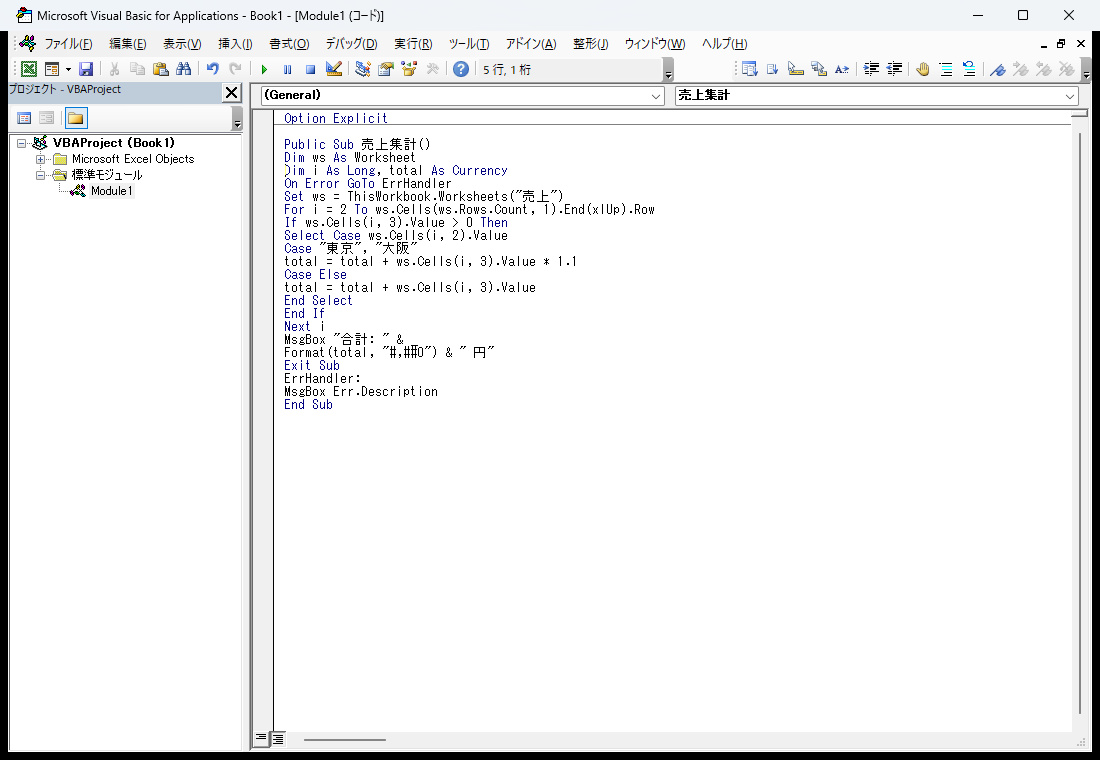 Microsoft Visual Basic for Applications - Book1 - [Module1 (コード)]
ファイル(F) 編集(E) 表示(V) 挿入(I) 書式(O) デバッグ(D) 実行(R) ツール(T) アドイン(A) 整形(J) ウィンドウ(W) ヘルプ(H)
5 行, 1 桁
プロジェクト - VBAProject
VBAProject (Book1)
Microsoft Excel Objects
標準モジュール
Module1
(General) 売上集計
Option Explicit
Public Sub 売上集計()
Dim ws As Worksheet
)im i As Long, total As Currency
On Error GoTo ErrHandler
Set ws = ThisWorkbook.Worksheets("売上")
For i = 2 To ws.Cells(ws.Rows.Count, 1).End(xlUp).Row
If ws.Cells(i, 3).Value > 0 Then
Select Case ws.Cells(i, 2).Value
Case "東京", "大阪"
total = total + ws.Cells(i, 3).Value * 1.1
Case Else
total = total + ws.Cells(i, 3).Value
End Select
End If
Next i
MsgBox "合計: " &
Format(total, "#,##0") & " 円"
Exit Sub
ErrHandler:
MsgBox Err.Description
End Sub